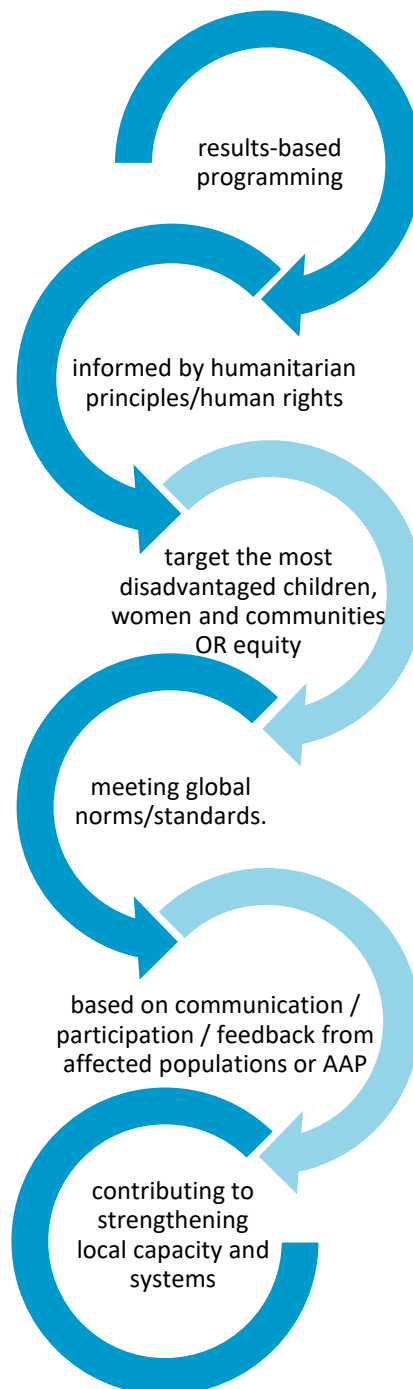 results-based
programming
informed by humanitarian
principles/human rights
target the most
disadvantaged children,
women and communities
OR equity
meeting global
norms/standards.
based on communication /
participation / feedback from
affected populations or AAP
contributing to
strengthening
local capacity and
systems